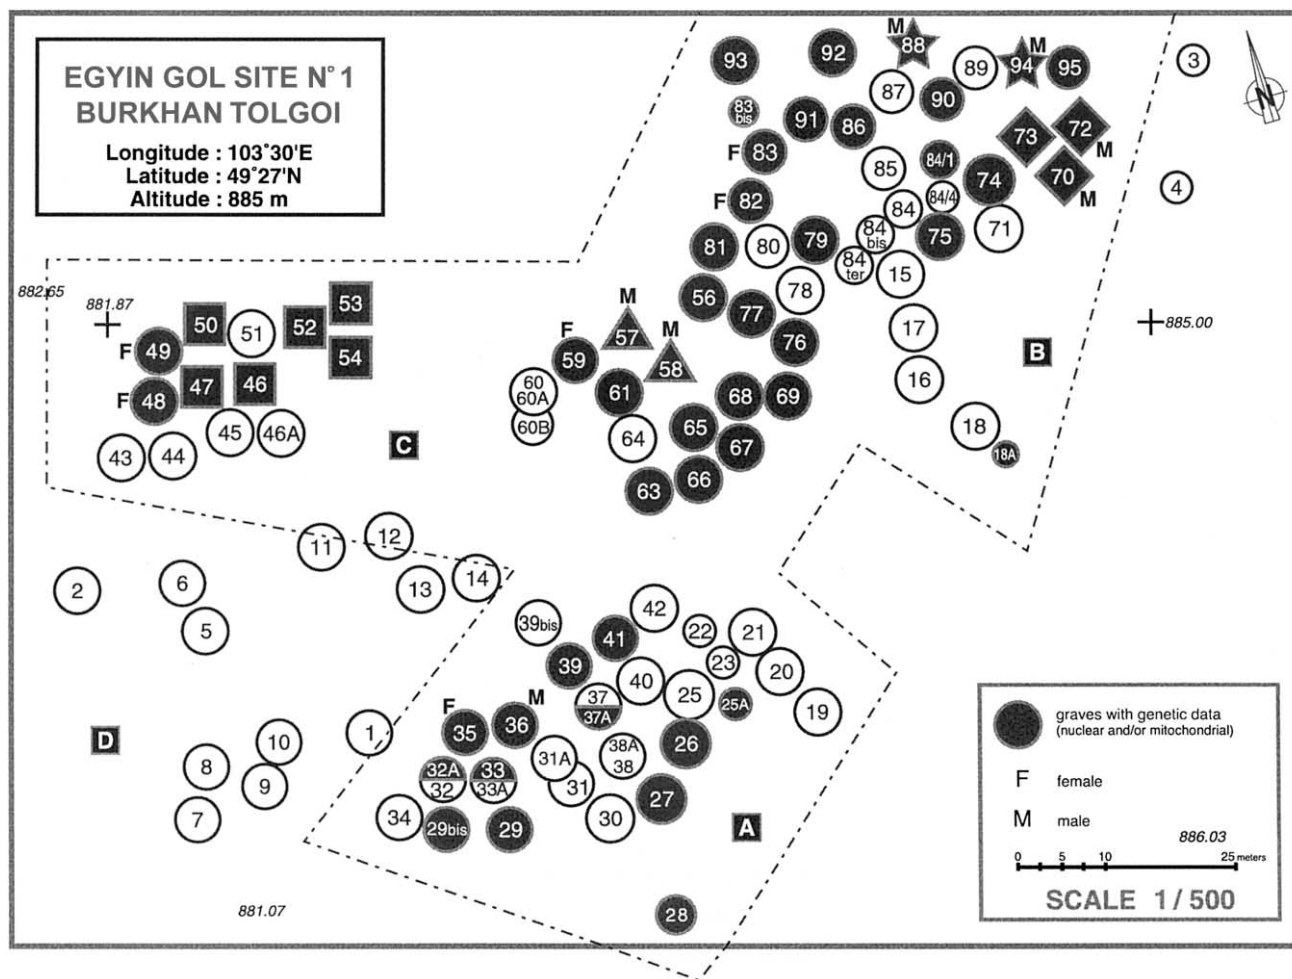 EGYIN GOL SITE N° 1
BURKHAN TOLGOI
Longitude : 103°30'E
Latitude : 49°27'N
Altitude : 885 m
93
92
M
88
89
M
94
95
3
N
83
bis
87
90
91
86
73
72
M
F
83
85
84/1
74
70
M
4
F
82
84/4
84
71
81
80
79
84
bis
75
84
ter
15
882.65
881.87
53
50
51
52
56
78
M
57
77
17
885.00
F
49
54
F
59
M
58
76
B
F
48
47
46
60
60A
61
68
69
16
45
46A
60B
64
65
67
18
43
44
C
63
66
18A
11
12
2
6
13
14
5
39bis
42
41
22
21
39
23
20
40
37
37A
25
25A
19
M
F
35
36
1
10
D
26
31A
38A
38
8
9
32A
32
33
33A
31
27
7
34
29bis
29
30
A
28
881.07
graves with genetic data
(nuclear and/or mitochondrial)
F female
M male
886.03
0 5 10 25 meters
SCALE 1 / 500